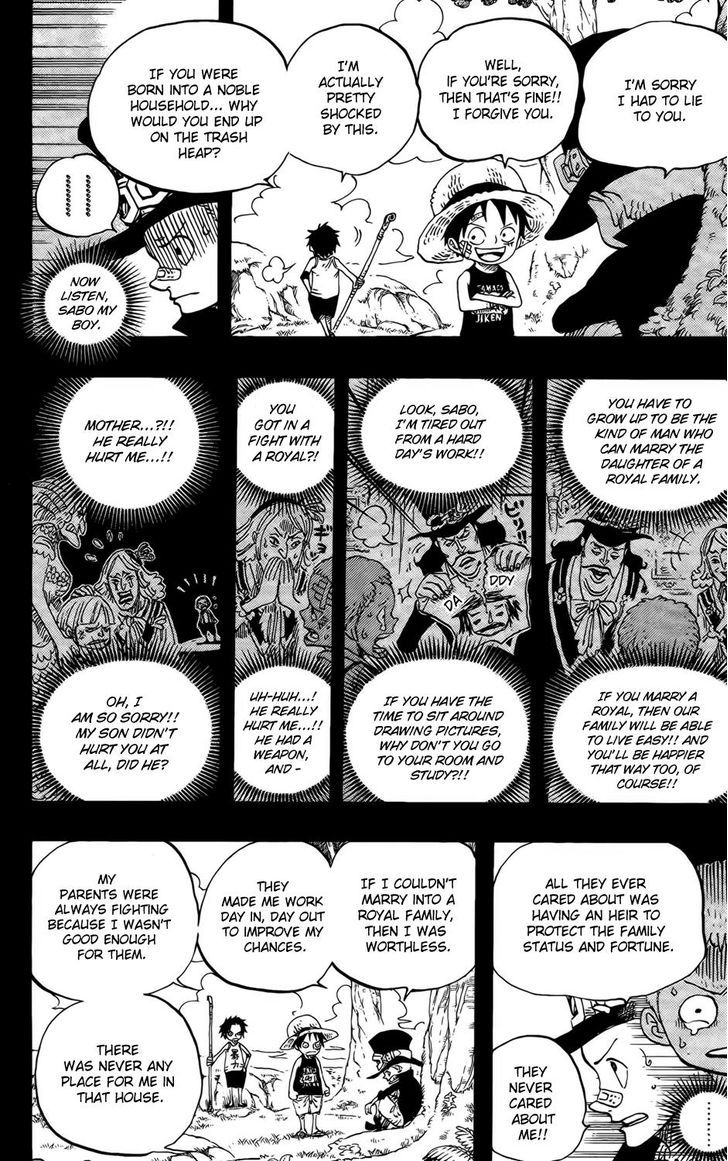 I'M SORRY
I HAD TO LIE
TO YOU.
WELL,
IF YOU'RE SORRY,
THEN THAT'S FINE!!
I FORGIVE YOU.
I'M
ACTUALLY
PRETTY
SHOCKED
BY THIS.
IF YOU WERE
BORN INTO A NOBLE
HOUSEHOLD... WHY
WOULD YOU END UP
ON THE TRASH
HEAP?
TAMAGO
JIKEN
NOW
LISTEN,
SABO MY
BOY.
YOU HAVE TO
GROW UP TO BE THE
KIND OF MAN WHO
CAN MARRY THE
DAUGHTER OF A
ROYAL FAMILY.
IF YOU MARRY A
ROYAL, THEN OUR
FAMILY WILL BE ABLE
TO LIVE EASY!! AND
YOU'LL BE HAPPIER
THAT WAY TOO, OF
COURSE!!
LOOK, SABO,
I'M TIRED OUT
FROM A HARD
DAY'S WORK!!
ビリッ!!
DA
DDY
IF YOU HAVE THE
TIME TO SIT AROUND
DRAWING PICTURES,
WHY DON'T YOU GO
TO YOUR ROOM AND
STUDY?!!
YOU
GOT IN A
FIGHT WITH
A ROYAL?!
UH-HUH...!
HE REALLY
HURT ME...!!
HE HAD A
WEAPON,
AND -
MOTHER...?!!
HE REALLY
HURT ME...!!
OH, I
AM SO SORRY!!
MY SON DIDN'T
HURT YOU AT
ALL, DID HE?
ALL THEY EVER
CARED ABOUT WAS
HAVING AN HEIR TO
PROTECT THE FAMILY
STATUS AND FORTUNE.
THEY
NEVER
CARED
ABOUT
ME!!
IF I COULDN'T
MARRY INTO A
ROYAL FAMILY,
THEN I WAS
WORTHLESS.
THEY
MADE ME WORK
DAY IN, DAY OUT
TO IMPROVE MY
CHANCES.
MY
PARENTS WERE
ALWAYS FIGHTING
BECAUSE I WASN'T
GOOD ENOUGH
FOR THEM.
THERE
WAS NEVER ANY
PLACE FOR ME IN
THAT HOUSE.